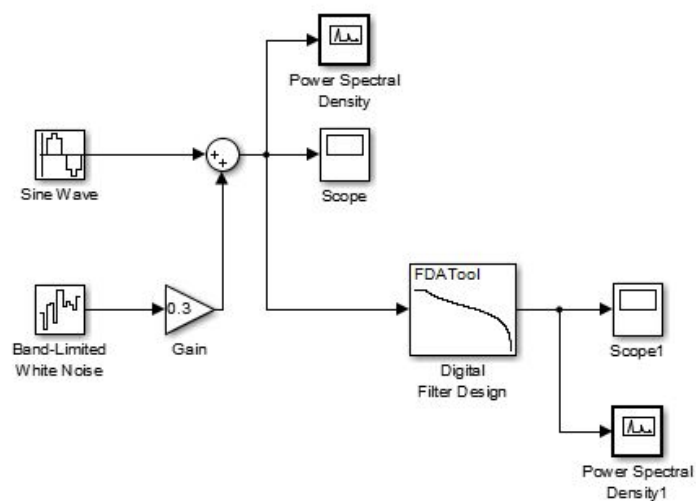 Power Spectral
Density
+
+
Sine Wave
Scope
FDATool
0.3
Band-Limited
White Noise
Gain
Digital
Filter Design
Scope1
Power Spectral
Density1